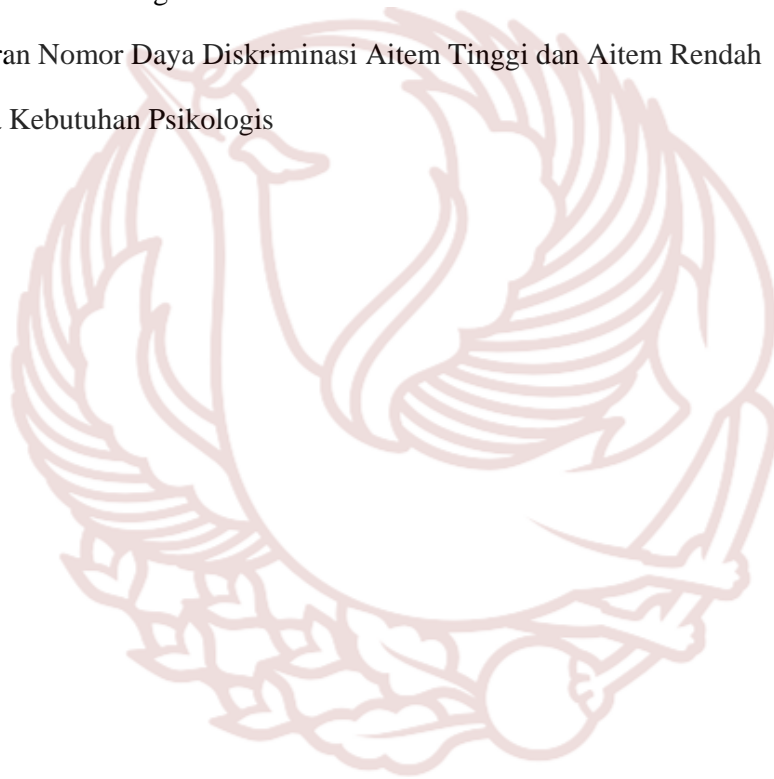 ran Nomor Daya Diskriminasi Aitem Tinggi dan Aitem Rendah
Kebutuhan Psikologis